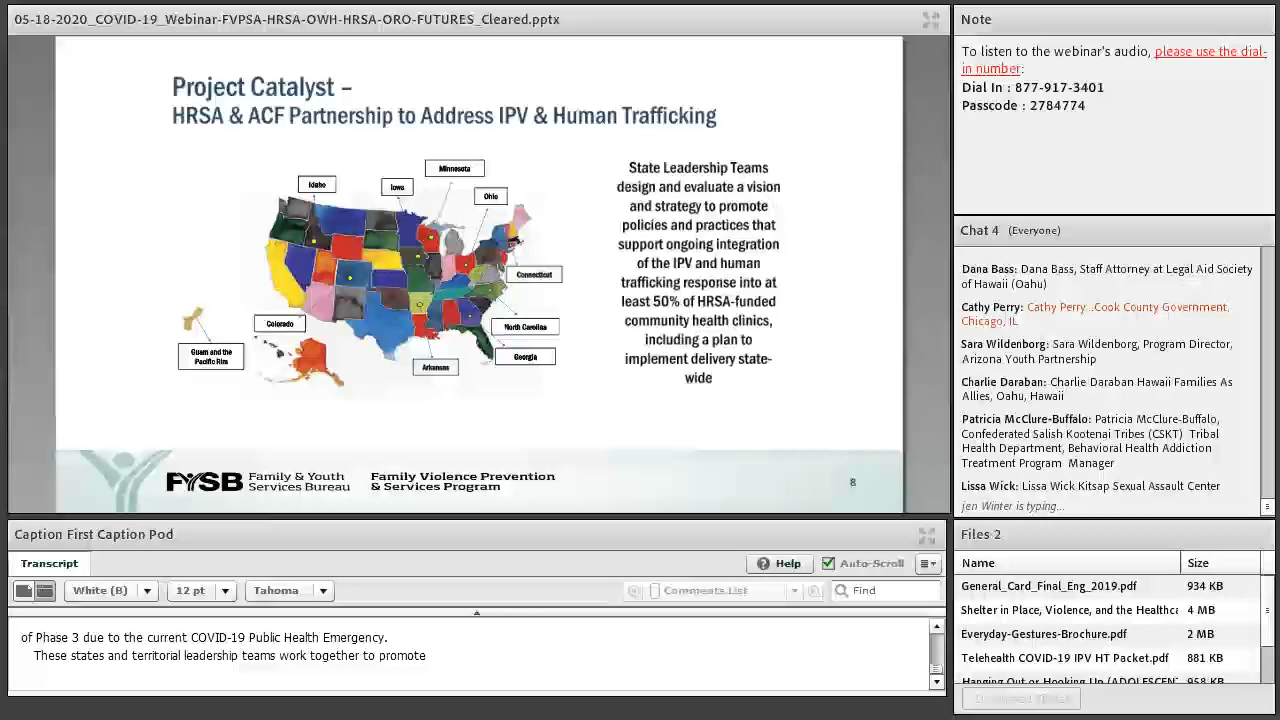 05-18-2020_COVID-19_Webinar-FVPSA-HRSA-OWH-HRSA-ORO-FUTURES_Cleared.pptx
Project Catalyst –
HRSA & ACF Partnership to Address IPV & Human Trafficking
Minnesota
Idaho
Iowa
Ohio
Connecticut
Colorado
North Carolina
Guam and the
Pacific Rim
Georgia
Arkansas
State Leadership Teams
design and evaluate a vision
and strategy to promote
policies and practices that
support ongoing integration
of the IPV and human
trafficking response into at
least 50% of HRSA-funded
community health clinics,
including a plan to
implement delivery state-
wide
FYSB Family & Youth
Services Bureau
Family Violence Prevention
& Services Program
8
Note
To listen to the webinar's audio, please use the dial-
in number:
Dial In : 877-917-3401
Passcode : 2784774
Chat 4 (Everyone)
Dana Bass: Dana Bass, Staff Attorney at Legal Aid Society
of Hawaii (Oahu)
Cathy Perry: Cathy Perry ..Cook County Government,
Chicago, IL
Sara Wildenborg: Sara Wildenborg, Program Director,
Arizona Youth Partnership
Charlie Daraban: Charlie Daraban Hawaii Families As
Allies, Oahu, Hawaii
Patricia McClure-Buffalo: Patricia McClure-Buffalo,
Confederated Salish Kootenai Tribes (CSKT) Tribal
Health Department, Behavioral Health Addiction
Treatment Program Manager
Lissa Wick: Lissa Wick Kitsap Sexual Assault Center
jen Winter is typing...
Caption First Caption Pod
Transcript
Help
Auto-Scroll
White (B)
12 pt
Tahoma
Comments List
Find
of Phase 3 due to the current COVID-19 Public Health Emergency.
These states and territorial leadership teams work together to promote
Files 2
Name Size
General_Card_Final_Eng_2019.pdf 934 KB
Shelter in Place, Violence, and the Healthca 4 MB
Everyday-Gestures-Brochure.pdf 2 MB
Telehealth COVID-19 IPV HT Packet.pdf 881 KB
Hanging Out or Hooking Up (ADOLESCEN 958 KB